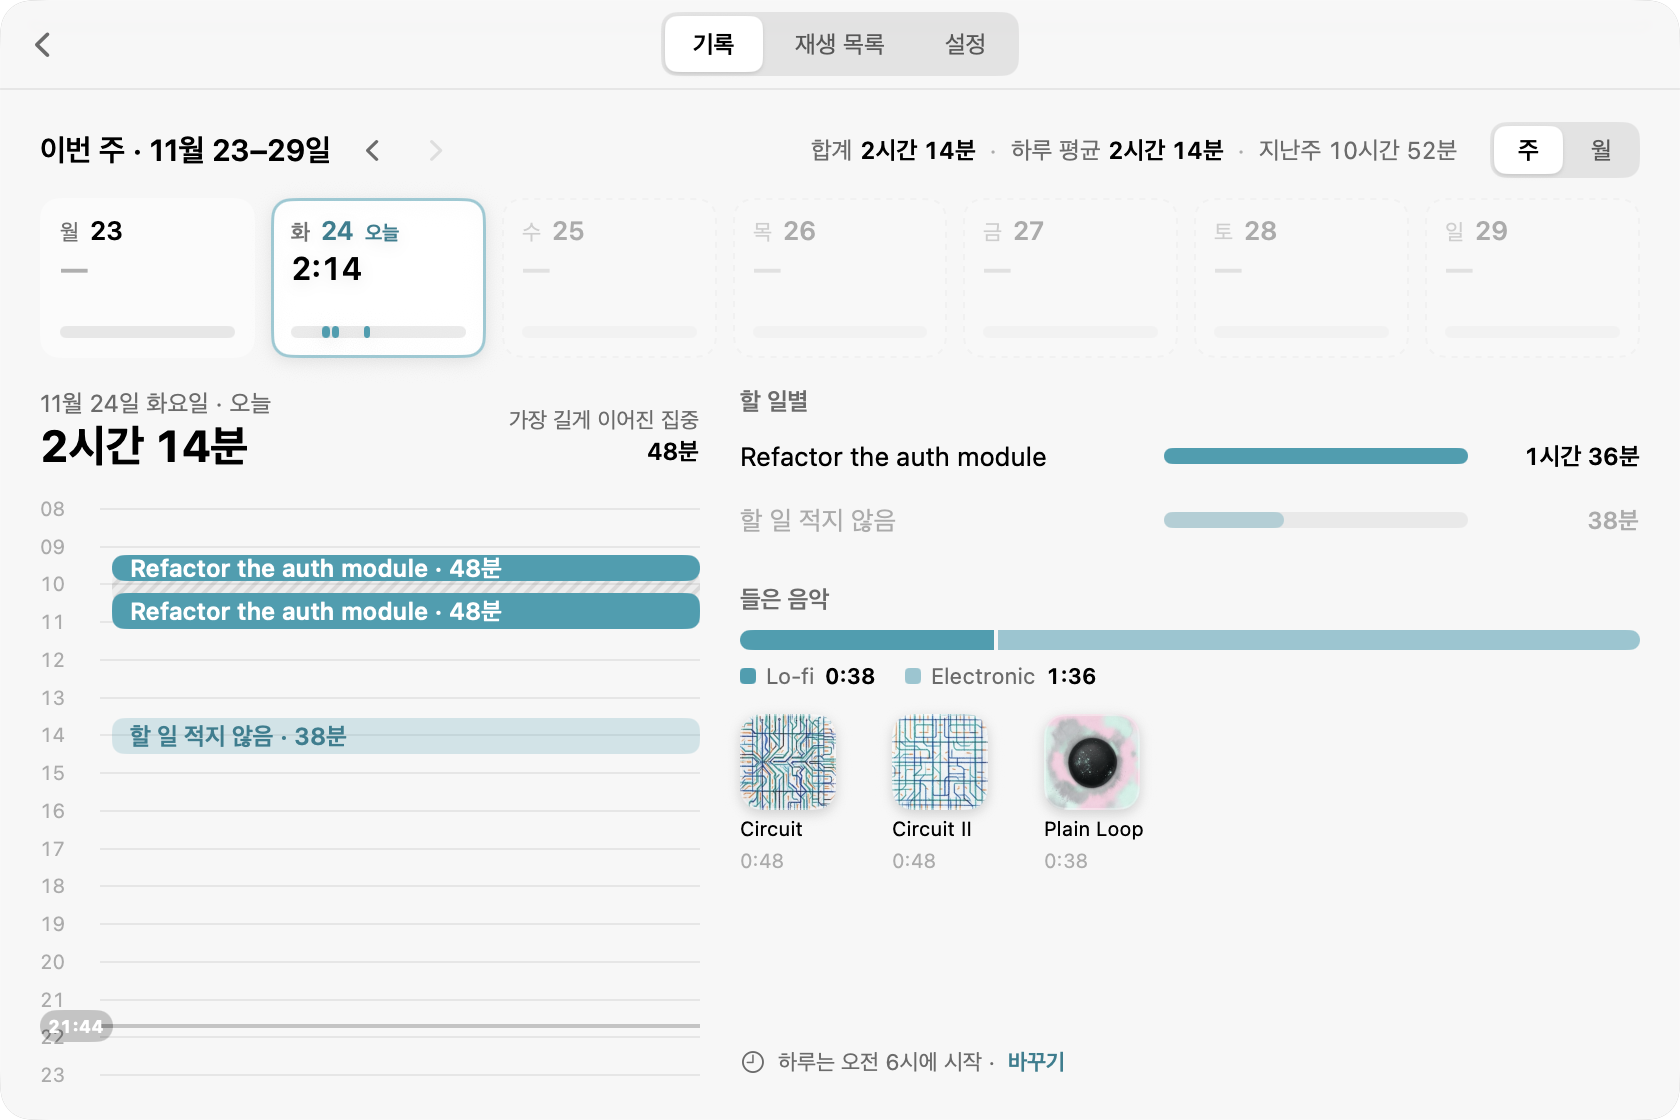 기록 재생 목록 설정
이번 주 · 11월 23–29일
합계 2시간 14분 · 하루 평균 2시간 14분 · 지난주 10시간 52분
주 월
월 23
—
화 24 오늘
2:14
수 25
—
목 26
—
금 27
—
토 28
—
일 29
—
11월 24일 화요일 · 오늘
2시간 14분
가장 길게 이어진 집중
48분
08
09
Refactor the auth module · 48분
10
Refactor the auth module · 48분
11
12
13
14
할 일 적지 않음 · 38분
15
16
17
18
19
20
21
21:44
22
23
할 일별
Refactor the auth module 1시간 36분
할 일 적지 않음 38분
들은 음악
Lo-fi 0:38 Electronic 1:36
Circuit
0:48
Circuit II
0:48
Plain Loop
0:38
하루는 오전 6시에 시작 · 바꾸기